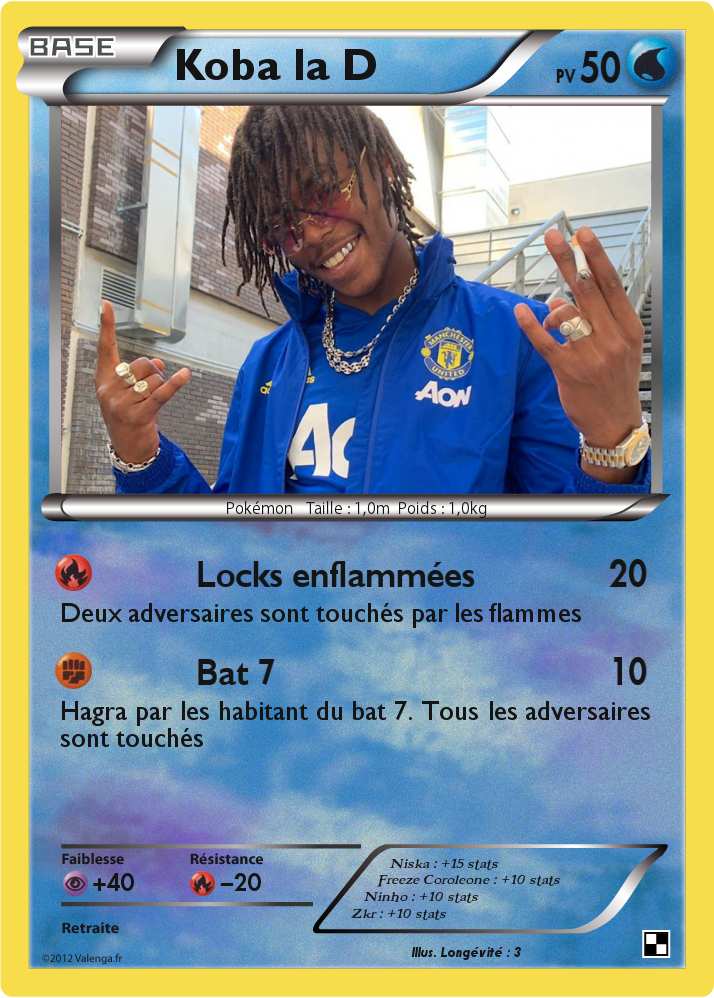 BASE
Koba la D
PV 50
MANCHESTER
UNITED
AON
Pokémon Taille : 1,0m Poids : 1,0kg
Locks enflammées 20
Deux adversaires sont touchés par les flammes
Bat 7 10
Hagra par les habitant du bat 7. Tous les adversaires
sont touchés
Faiblesse Résistance
+40 –20
Niska : +15 stats
Freeze Coroleone : +10 stats
Ninho : +10 stats
Zkr : +10 stats
Retraite
Illus. Longévité : 3
©2012 Valenga.fr